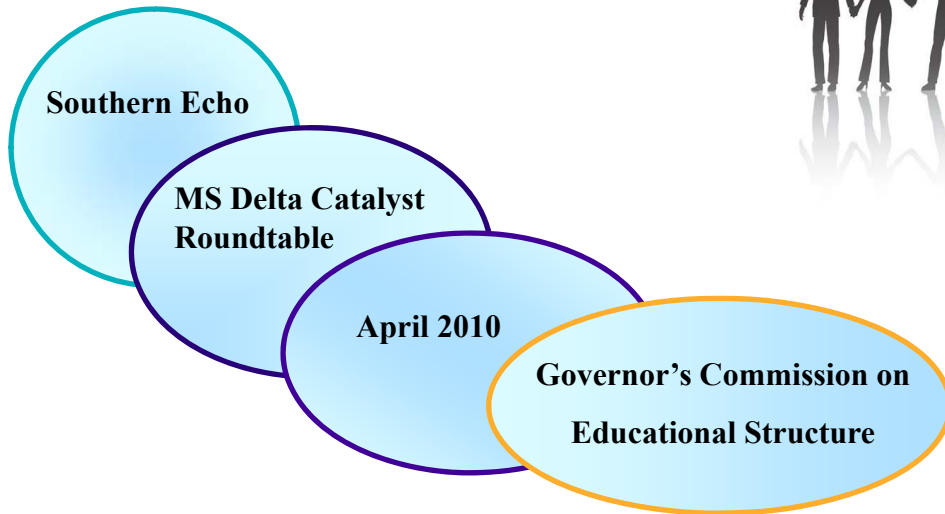 Southern Echo
MS Delta Catalyst
Roundtable
April 2010
Governor’s Commission on
Educational Structure